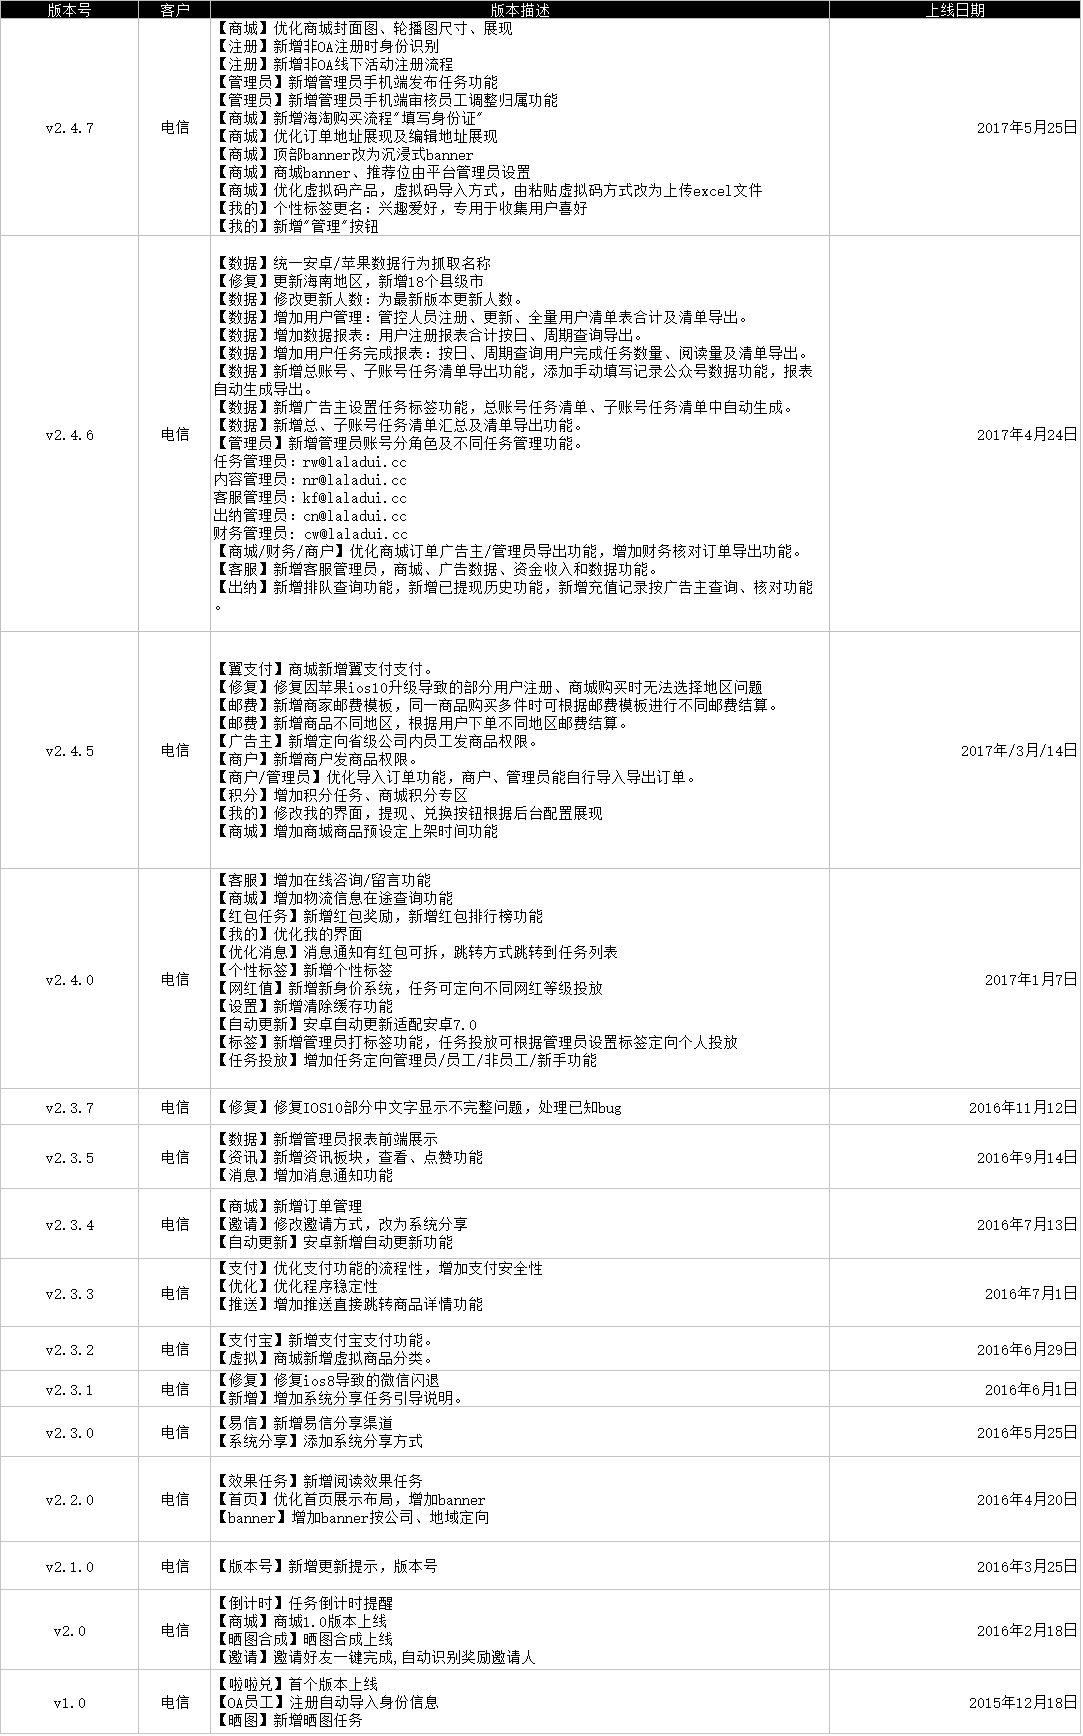 版本号 客户 版本描述 上线日期
v2.4.7 电信 2017年5月25日
【商城】优化商城封面图、轮播图尺寸、展现
【注册】新增非OA注册时身份识别
【注册】新增非OA线下活动注册流程
【管理员】新增管理员手机端发布任务功能
【管理员】新增管理员手机端审核员工调整归属功能
【商城】新增海淘购买流程"填写身份证"
【商城】优化订单地址展现及编辑地址展现
【商城】顶部banner改为沉浸式banner
【商城】商城banner、推荐位由平台管理员设置
【商城】优化虚拟码产品，虚拟码导入方式，由粘贴虚拟码方式改为上传excel文件
【我的】个性标签更名：兴趣爱好，专用于收集用户喜好
【我的】新增"管理"按钮
v2.4.6 电信 2017年4月24日
【数据】统一安卓/苹果数据行为抓取名称
【修复】更新海南地区，新增18个县级市
【数据】修改更新人数：为最新版本更新人数。
【数据】增加用户管理：管控人员注册、更新、全量用户清单表合计及清单导出。
【数据】增加数据报表：用户注册报表合计按日、周期查询导出。
【数据】增加用户任务完成报表：按日、周期查询用户完成任务数量、阅读量及清单导出。
【数据】新增总账号、子账号任务清单导出功能，添加手动填写记录公众号数据功能，报表
自动生成导出。
【数据】新增广告主设置任务标签功能，总账号任务清单、子账号任务清单中自动生成。
【数据】新增总、子账号任务清单汇总及清单导出功能。
【管理员】新增管理员账号分角色及不同任务管理功能。
任务管理员：rw@laladui.cc
内容管理员：nr@laladui.cc
客服管理员：kf@laladui.cc
出纳管理员：cn@laladui.cc
财务管理员：cw@laladui.cc
【商城/财务/商户】优化商城订单广告主/管理员导出功能，增加财务核对订单导出功能。
【客服】新增客服管理员，商城、广告数据、资金收入和数据功能。
【出纳】新增排队查询功能，新增已提现历史功能，新增充值记录按广告主查询、核对功能
。
v2.4.5 电信 2017年/3月/14日
【翼支付】商城新增翼支付支付。
【修复】修复因苹果ios10升级导致的部分用户注册、商城购买时无法选择地区问题
【邮费】新增商家邮费模板，同一商品购买多件时可根据邮费模板进行不同邮费结算。
【邮费】新增商品不同地区，根据用户下单不同地区邮费结算。
【广告主】新增定向省级公司内员工发商品权限。
【商户】新增商户发商品权限。
【商户/管理员】优化导入订单功能，商户、管理员能自行导入导出订单。
【积分】增加积分任务、商城积分专区
【我的】修改我的界面，提现、兑换按钮根据后台配置展现
【商城】增加商城商品预设定上架时间功能
v2.4.0 电信 2017年1月7日
【客服】增加在线咨询/留言功能
【商城】增加物流信息在途查询功能
【红包任务】新增红包奖励，新增红包排行榜功能
【我的】优化我的界面
【优化消息】消息通知有红包可拆，跳转方式跳转到任务列表
【个性标签】新增个性标签
【网红值】新增新身价系统，任务可定向不同网红等级投放
【设置】新增清除缓存功能
【自动更新】安卓自动更新适配安卓7.0
【标签】新增管理员打标签功能，任务投放可根据管理员设置标签定向个人投放
【任务投放】增加任务定向管理员/员工/非员工/新手功能
v2.3.7 电信 【修复】修复IOS10部分中文字显示不完整问题，处理已知bug 2016年11月12日
v2.3.5 电信 2016年9月14日
【数据】新增管理员报表前端展示
【资讯】新增资讯板块，查看、点赞功能
【消息】增加消息通知功能
v2.3.4 电信 2016年7月13日
【商城】新增订单管理
【邀请】修改邀请方式，改为系统分享
【自动更新】安卓新增自动更新功能
v2.3.3 电信 2016年7月1日
【支付】优化支付功能的流程性，增加支付安全性
【优化】优化程序稳定性
【推送】增加推送直接跳转商品详情功能
v2.3.2 电信 2016年6月29日
【支付宝】新增支付宝支付功能。
【虚拟】商城新增虚拟商品分类。
v2.3.1 电信 2016年6月1日
【修复】修复ios8导致的微信闪退
【新增】增加系统分享任务引导说明。
v2.3.0 电信 2016年5月25日
【易信】新增易信分享渠道
【系统分享】添加系统分享方式
v2.2.0 电信 2016年4月20日
【效果任务】新增阅读效果任务
【首页】优化首页展示布局，增加banner
【banner】增加banner按公司、地域定向
v2.1.0 电信 【版本号】新增更新提示，版本号 2016年3月25日
v2.0 电信 2016年2月18日
【倒计时】任务倒计时提醒
【商城】商城1.0版本上线
【晒图合成】晒图合成上线
【邀请】邀请好友一键完成,自动识别奖励邀请人
v1.0 电信 2015年12月18日
【啦啦兑】首个版本上线
【OA员工】注册自动导入身份信息
【晒图】新增晒图任务